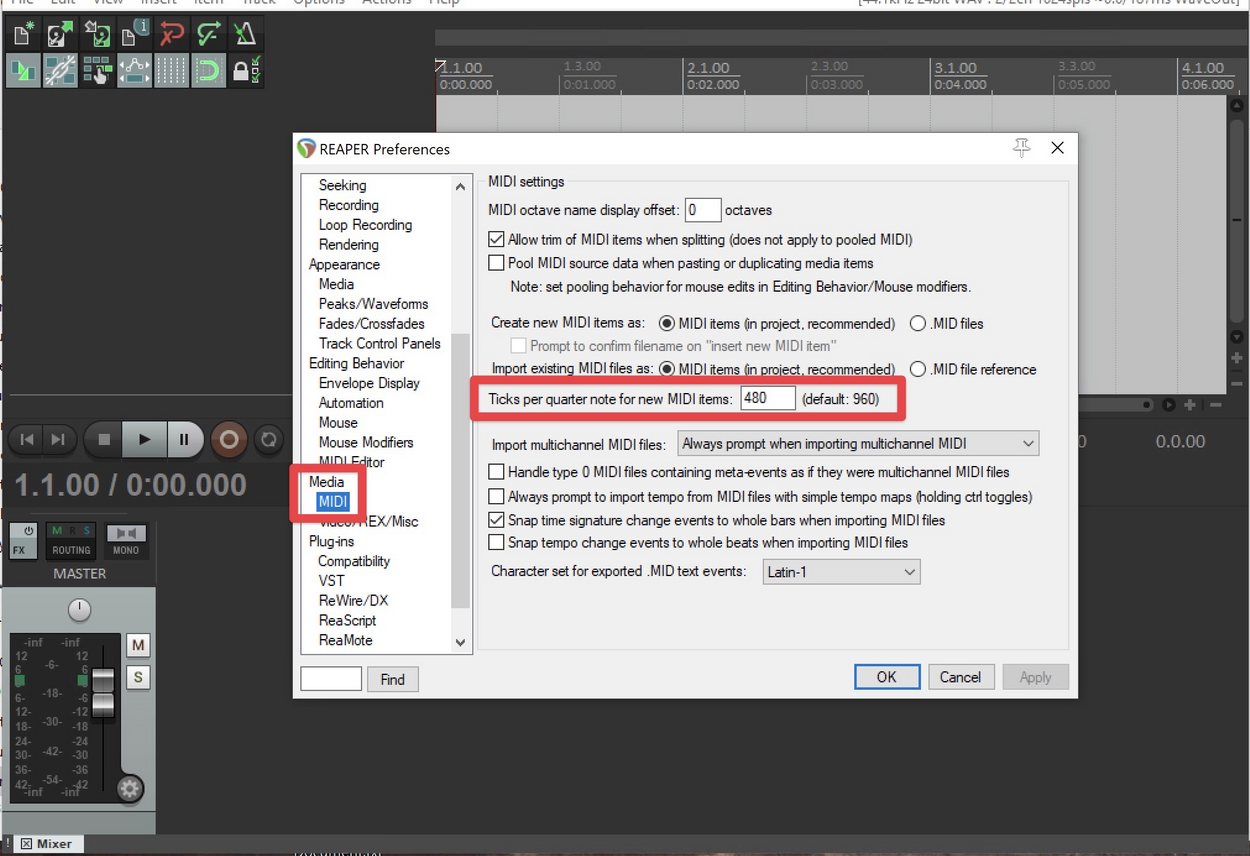 File Edit View Insert Item Track Options Actions Help
1.1.00 1.3.00 2.1.00 2.3.00 3.1.00 3.3.00 4.1.00
0:00.000 0:01.000 0:02.000 0:03.000 0:04.000 0:05.000 0:06.000
REAPER Preferences
Seeking
Recording
Loop Recording
Rendering
Appearance
Media
Peaks/Waveforms
Fades/Crossfades
Track Control Panels
Editing Behavior
Envelope Display
Automation
Mouse
Mouse Modifiers
MIDI Editor
Media
MIDI
Video/REX/Misc
Plug-ins
Compatibility
VST
ReWire/DX
ReaScript
ReaMote
Find
MIDI settings
MIDI octave name display offset: 0 octaves
Allow trim of MIDI items when splitting (does not apply to pooled MIDI)
Pool MIDI source data when pasting or duplicating media items
Note: set pooling behavior for mouse edits in Editing Behavior/Mouse modifiers.
Create new MIDI items as: MIDI items (in project, recommended) .MID files
Prompt to confirm filename on "insert new MIDI item"
Import existing MIDI files as: MIDI items (in project, recommended) .MID file reference
Ticks per quarter note for new MIDI items: 480 (default: 960)
Import multichannel MIDI files: Always prompt when importing multichannel MIDI
Handle type 0 MIDI files containing meta-events as if they were multichannel MIDI files
Always prompt to import tempo from MIDI files with simple tempo maps (holding ctrl toggles)
Snap time signature change events to whole bars when importing MIDI files
Snap tempo change events to whole beats when importing MIDI files
Character set for exported .MID text events: Latin-1
OK Cancel Apply
0 0.0.00
1.1.00 / 0:00.000
FX M R S ROUTING MONO
MASTER
-inf -inf
12 12
6 -6- 6
6- -18- -6
12- -12
18- -30- -18
24- -24
30- -42- -30
36- -36
42- -54- -42
-inf -inf
M
S
! Mixer